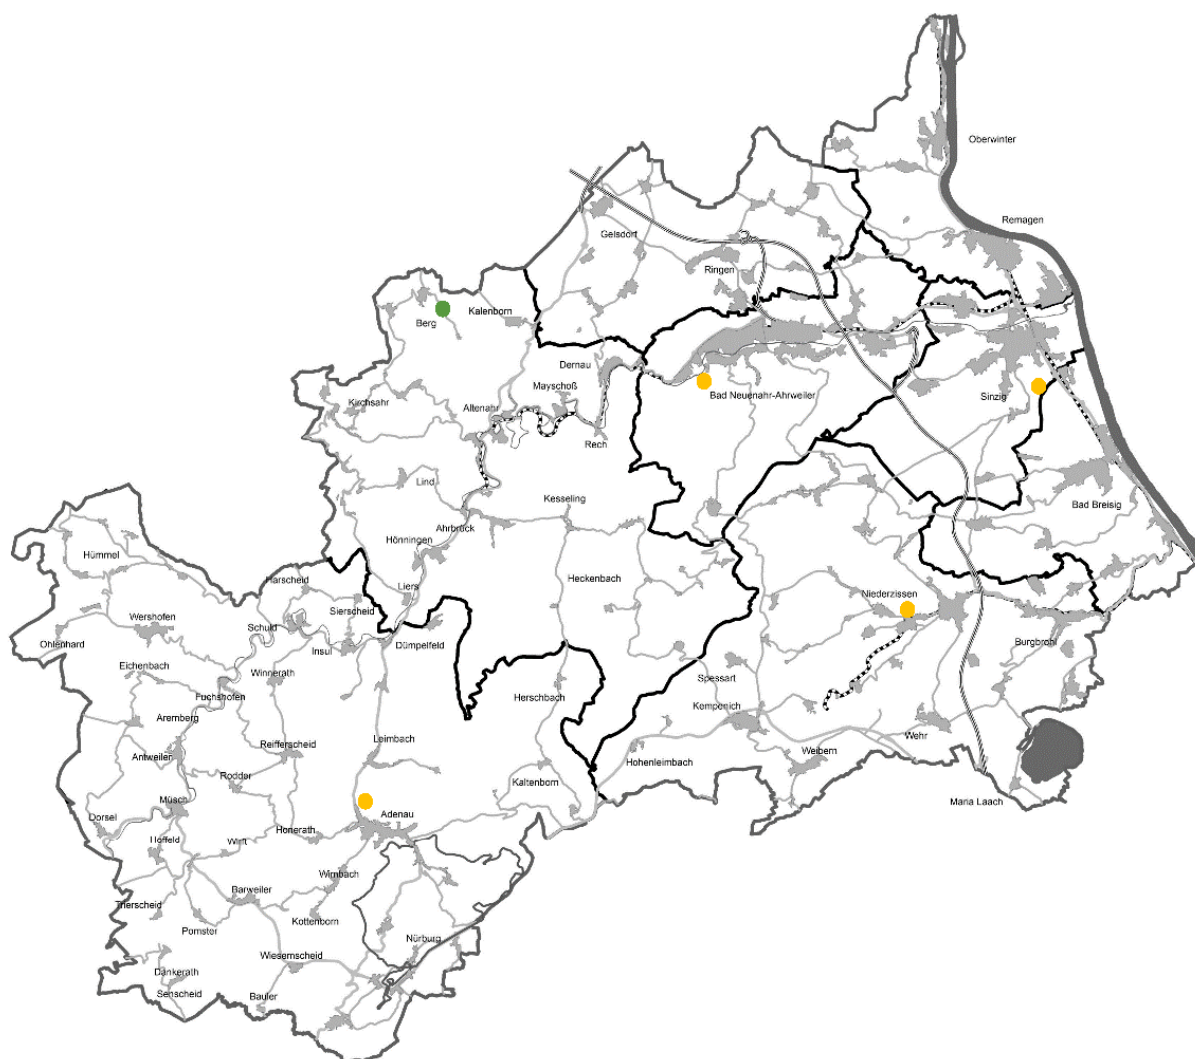 Oberwinter
Remagen
Gelsdorf
Ringen
Kalenborn
Berg
Dernau
Mayschoß
Bad Neuenahr-Ahrweiler
Sinzig
Kirchsahr
Altenahr
Rech
Lind
Kesseling
Bad Breisig
Ahrbrück
Hönningen
Hümmel
Harscheid
Liers
Heckenbach
Niederzissen
Sierscheid
Wershofen
Schuld
Ohlenhard
Insul
Dümpelfeld
Burgbrohl
Eichenbach
Winnerath
Spessart
Fuchshofen
Herschbach
Kempenich
Aremberg
Wehr
Leimbach
Reifferscheid
Weibern
Antweiler
Hohenleimbach
Rodder
Kaltenborn
Müsch
Maria Laach
Dorsel
Adenau
Honerath
Hoffeld
Wirft
Wimbach
Barweiler
Trierscheid
Kottenborn
Pomster
Nürburg
Wiesemscheid
Dankerath
Senscheid
Bauler